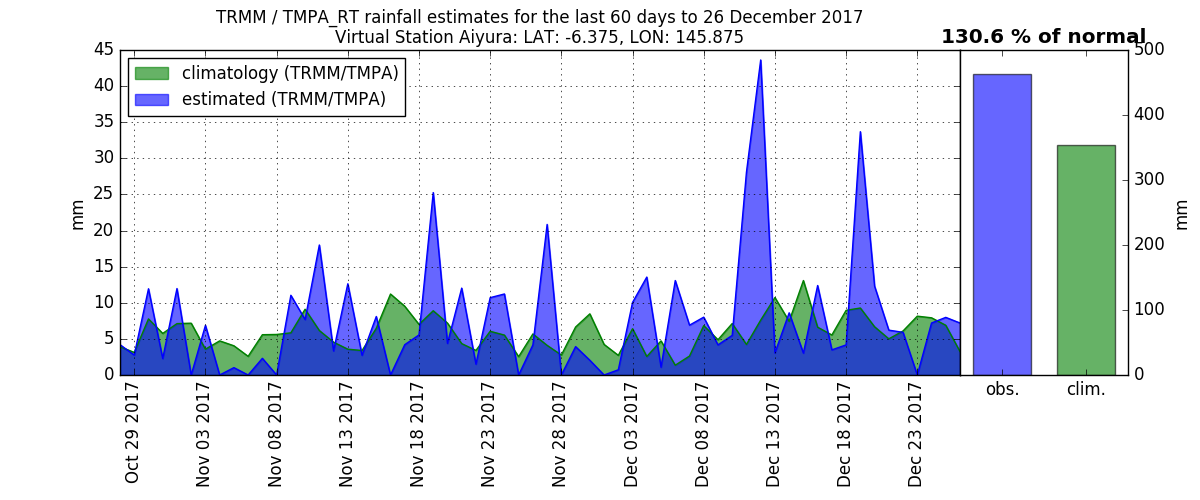 TRMM / TMPA_RT rainfall estimates for the last 60 days to 26 December 2017
Virtual Station Aiyura: LAT: -6.375, LON: 145.875
130.6 % of normal
climatology (TRMM/TMPA)
estimated (TRMM/TMPA)
45
40
35
30
25
20
15
10
5
0
mm
Oct 29 2017
Nov 03 2017
Nov 08 2017
Nov 13 2017
Nov 18 2017
Nov 23 2017
Nov 28 2017
Dec 03 2017
Dec 08 2017
Dec 13 2017
Dec 18 2017
Dec 23 2017
obs.
clim.
500
400
300
200
100
0
mm